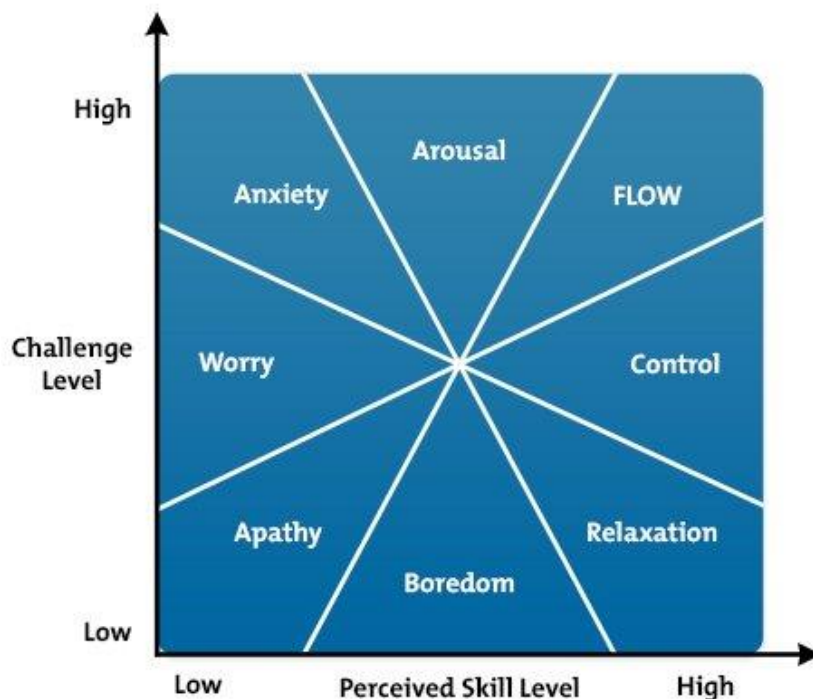 High
Arousal
Anxiety
FLOW
Challenge
Level
Worry
Control
Apathy
Relaxation
Boredom
Low
Low
Perceived Skill Level
High